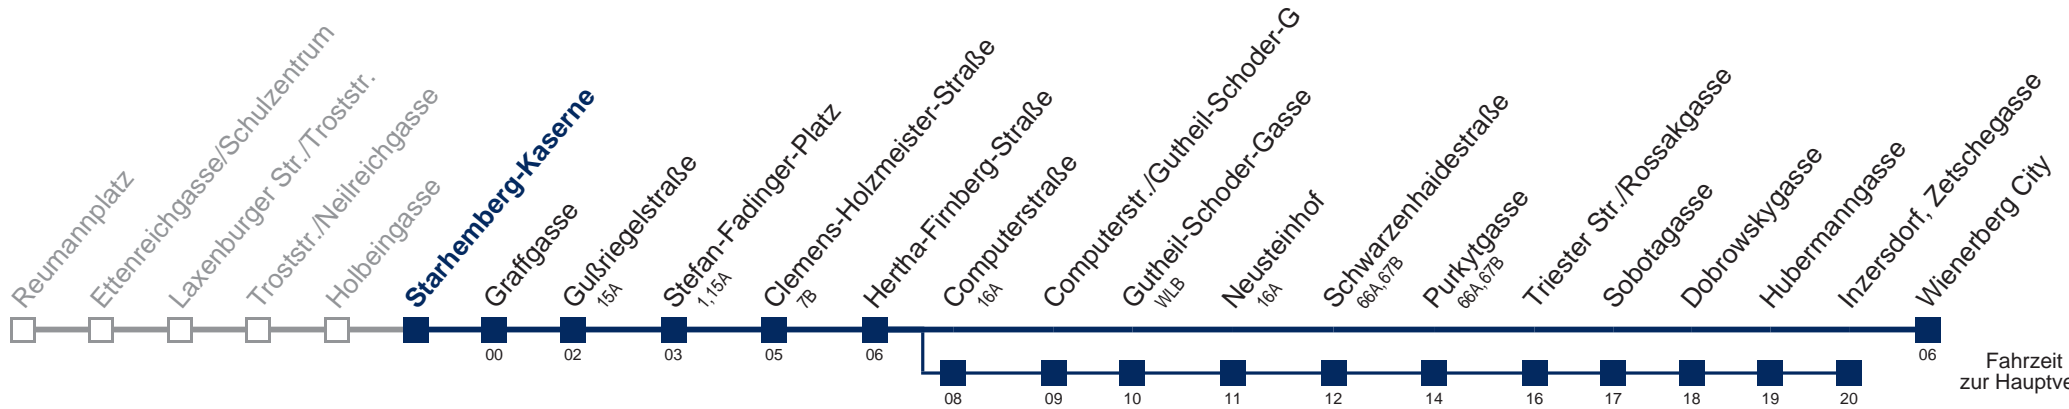 Reumannplatz
Ettenreichgasse/Schulzentrum
Laxenburger Str./Troststr.
Troststr./Neilreichgasse
Holbeingasse
Starhemberg-Kaserne
Graffgasse
Gußriegelstraße
15A
Stefan-Fadinger-Platz
1,15A
Clemens-Holzmeister-Straße
7B
Hertha-Firnberg-Straße
Computerstraße
16A
Computerstr./Gutheil-Schoder-G
Gutheil-Schoder-Gasse
WLB
Neusteinhof
16A
Schwarzenhaidestraße
66A,67B
Purkytgasse
66A,67B
Triester Str./Rossakgasse
Sobotagasse
Dobrowskygasse
Hubermanngasse
Inzersdorf, Zetschegasse
Wienerberg City
00 02 03 05 06 06
08 09 10 11 12 14 16 17 18 19 20
Fahrzeit
zur Hauptve